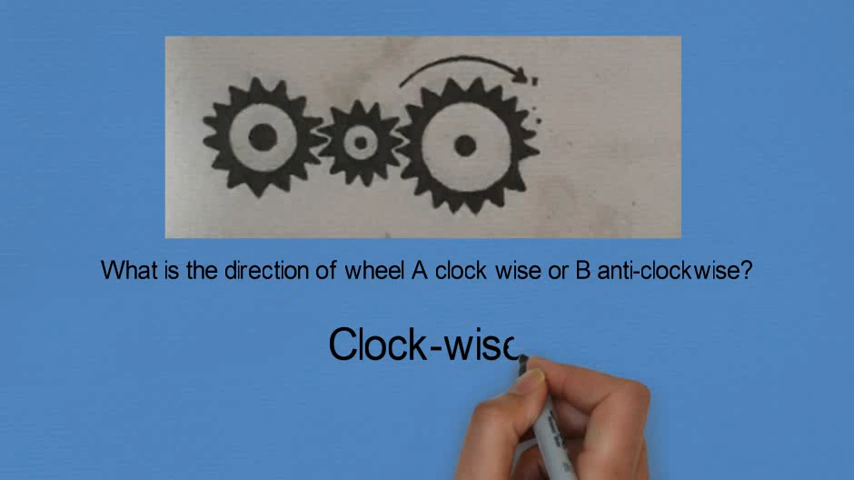 What is the direction of wheel A clock wise or B anti-clockwise?
Clock-wise